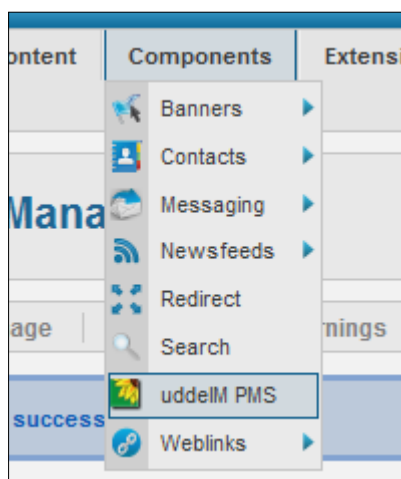 ontent Components Extensi
Banners
Contacts
Mana Messaging
Newsfeeds
Redirect
age rnings
Search
uddeIM PMS
success
Weblinks